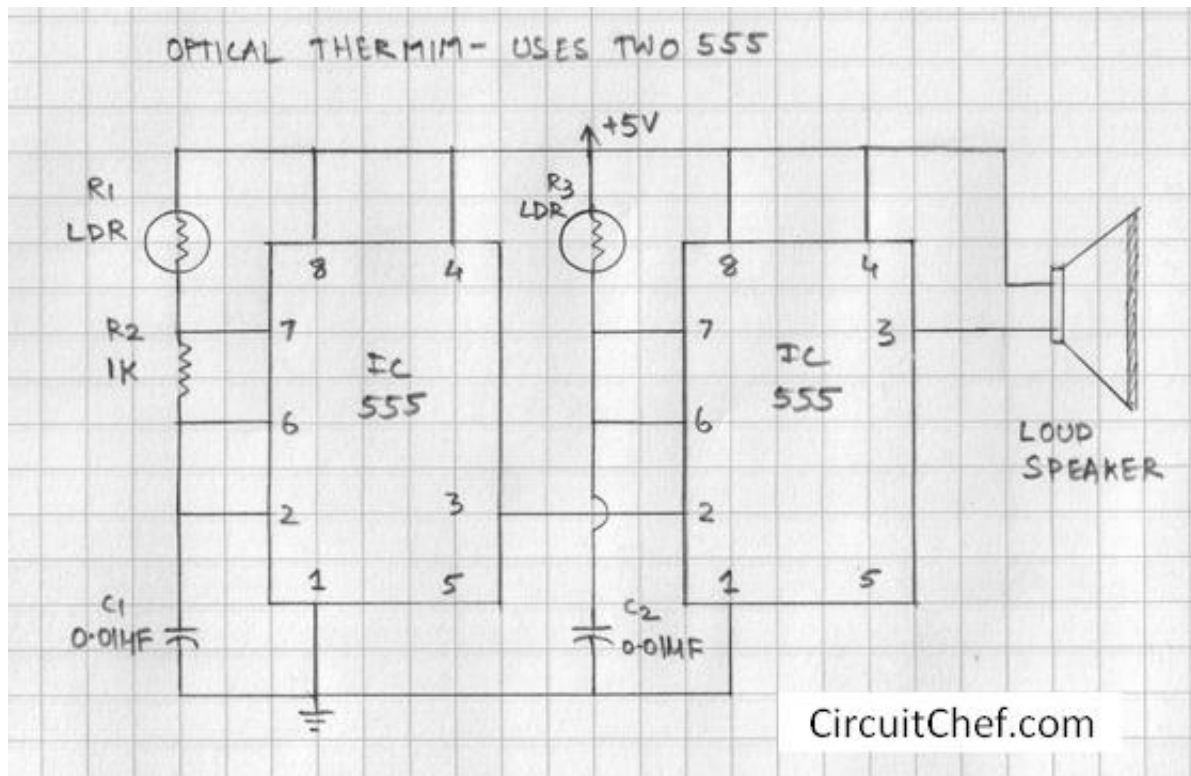 OPTICAL THERMIM - USES TWO 555
+5V
R1
LDR
R3
LDR
8
4
8
4
R2
1K
7
IC
555
7
IC
555
3
6
6
LOUD
SPEAKER
2
3
2
1
5
1
5
C1
0.01µF
C2
0.01µF
CircuitChef.com